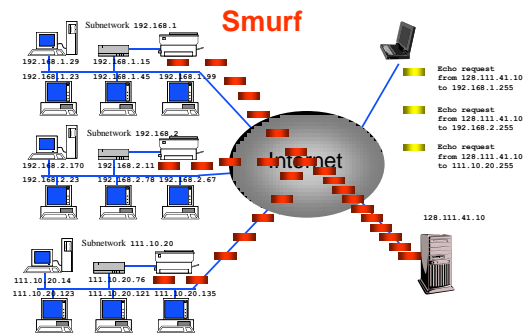 Smurf
Subnetwork 192.168.1
192.168.1.29 192.168.1.15
192.168.1.23 192.168.1.45 192.168.1.99
Subnetwork 192.168.2
192.168.2.170 192.168.2.11
192.168.2.23 192.168.2.78 192.168.2.67
Subnetwork 111.10.20
111.10.20.14 111.10.20.76
111.10.20.123 111.10.20.121 111.10.20.135
Internet
Echo request
from 128.111.41.10
to 192.168.1.255
Echo request
from 128.111.41.10
to 192.168.2.255
Echo request
from 128.111.41.10
to 111.10.20.255
128.111.41.10